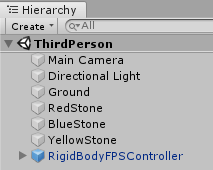 Hierarchy
Create All
ThirdPerson
Main Camera
Directional Light
Ground
RedStone
BlueStone
YellowStone
RigidBodyFPSController